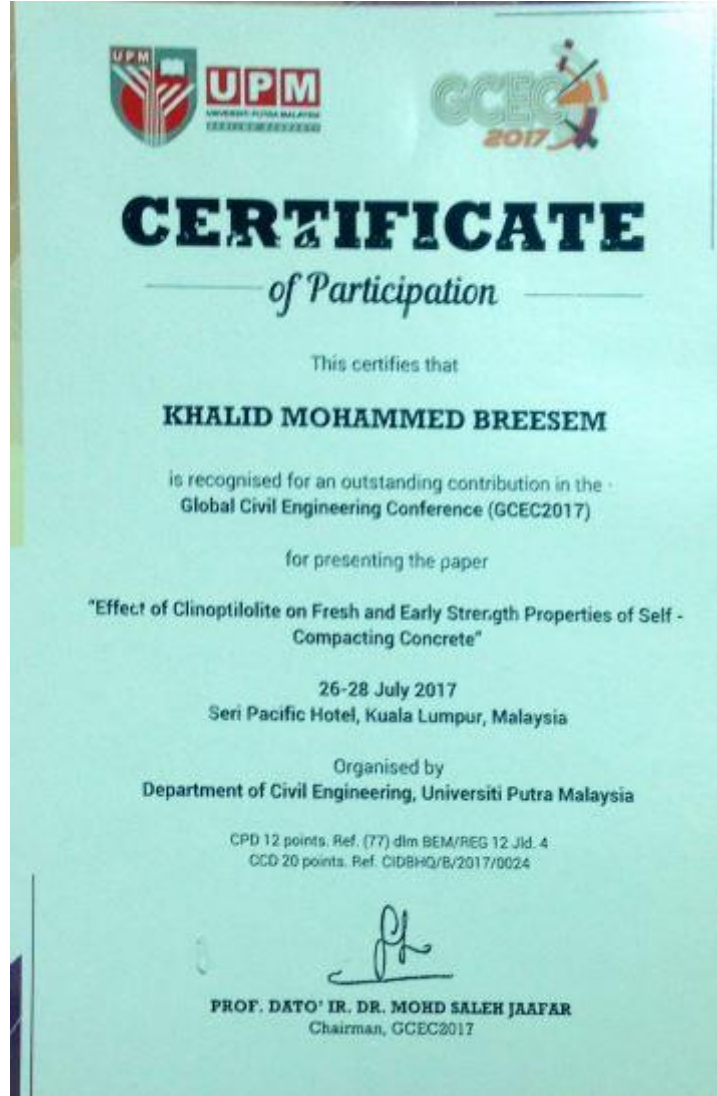 UPM
UPM
UNIVERSITI PUTRA MALAYSIA
GCEC
2017
CERTIFICATE
of Participation
This certifies that
KHALID MOHAMMED BREESEM
is recognised for an outstanding contribution in the
Global Civil Engineering Conference (GCEC2017)
for presenting the paper
"Effect of Clinoptilolite on Fresh and Early Strength Properties of Self -
Compacting Concrete"
26-28 July 2017
Seri Pacific Hotel, Kuala Lumpur, Malaysia
Organised by
Department of Civil Engineering, Universiti Putra Malaysia
CPD 12 points. Ref. (77) dlm BEM/REG 12 Jld. 4
CCD 20 points. Ref. CIDBHQ/B/2017/0024
PROF. DATO' IR. DR. MOHD SALEH JAAFAR
Chairman, GCEC2017